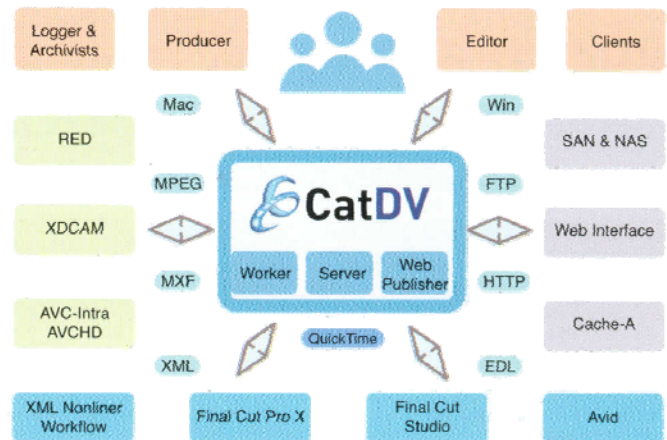 Logger &
Archivists
Producer
Editor
Clients
Mac
Win
RED
SAN & NAS
MPEG
FTP
CatDV
XDCAM
Web Interface
Worker
Server
Web
Publisher
MXF
HTTP
AVC-Intra
AVCHD
Cache-A
QuickTime
XML
EDL
XML Nonliner
Workflow
Final Cut Pro X
Final Cut
Studio
Avid